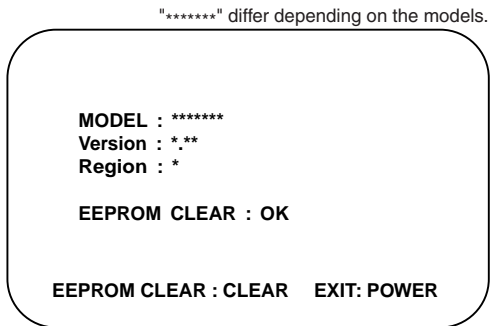 "*******" differ depending on the models.
MODEL : *******
Version : *.**
Region : *
EEPROM CLEAR : OK
EEPROM CLEAR : CLEAR EXIT: POWER